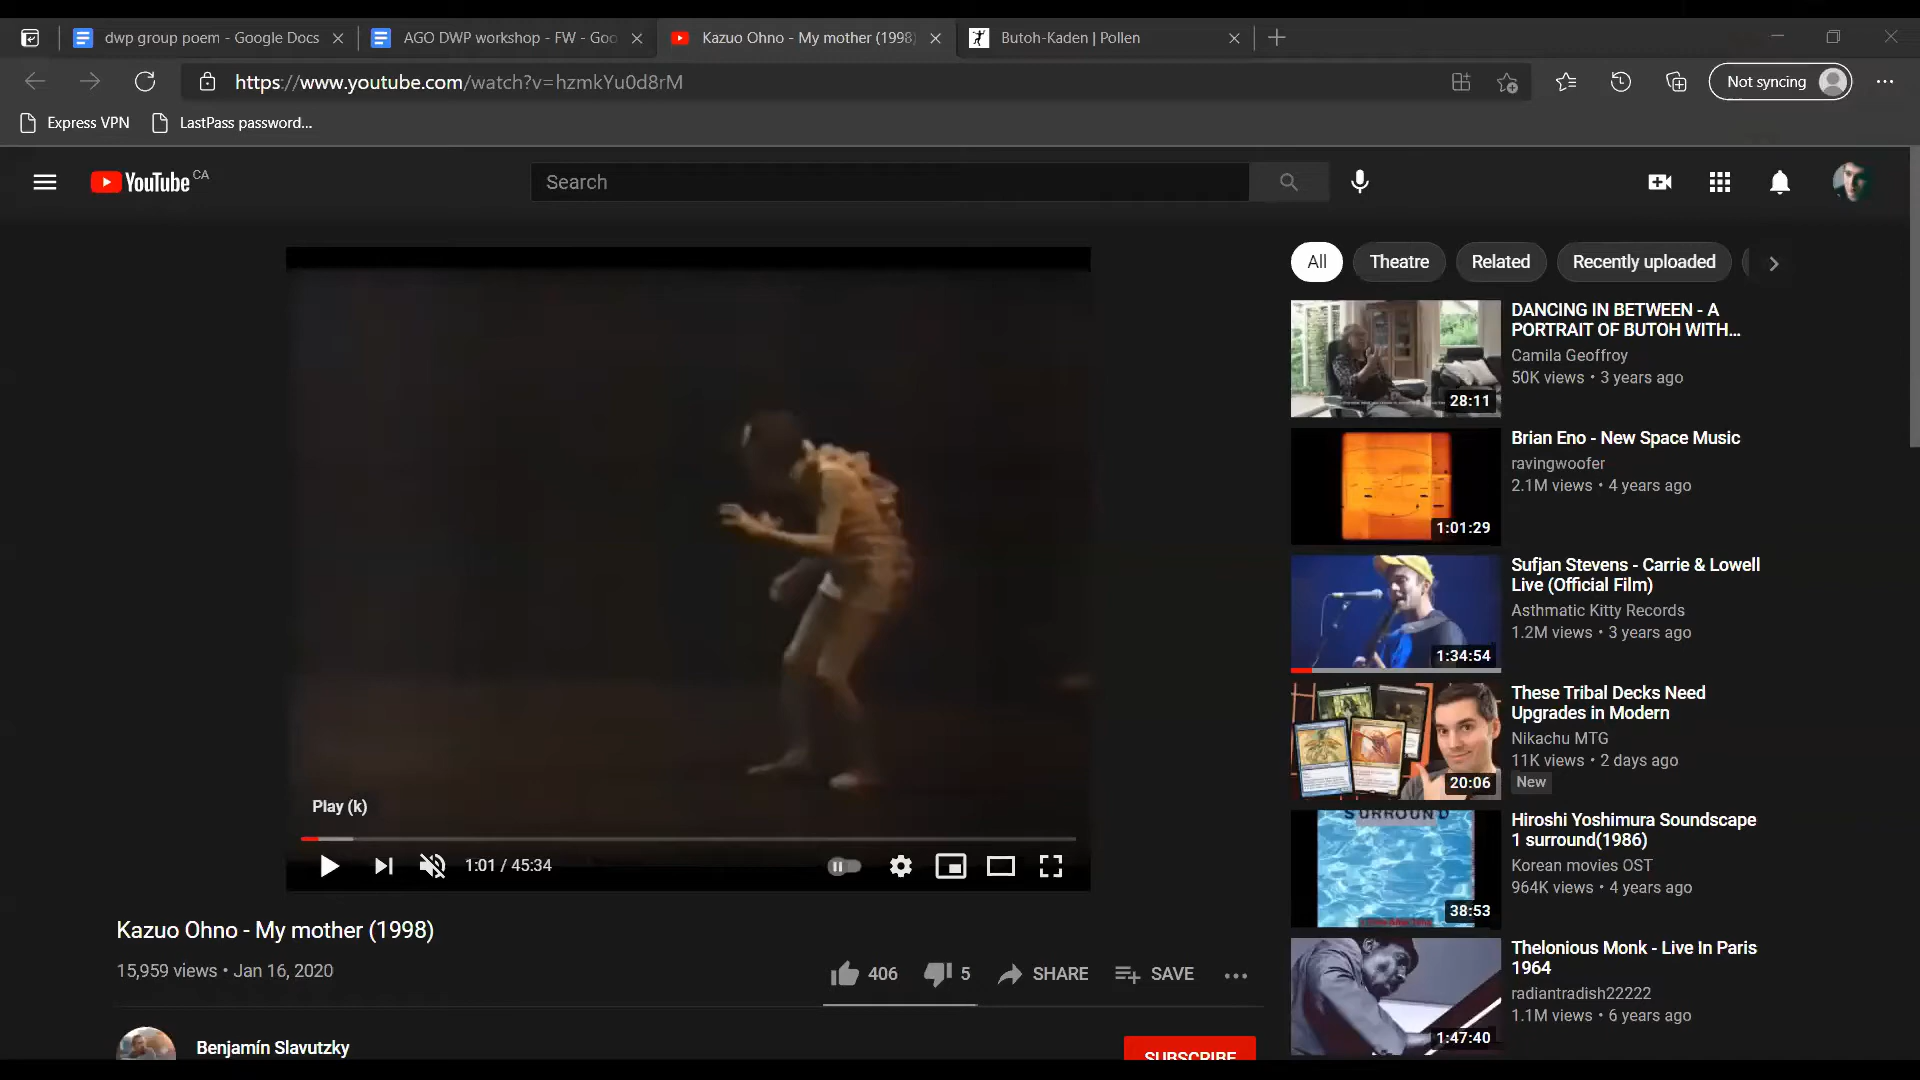 dwp group poem - Google Docs
AGO DWP workshop - FW - Goo
Kazuo Ohno - My mother (1998)
Butoh-Kaden | Pollen
https://www.youtube.com/watch?v=hzmkYu0d8rM
Not syncing
Express VPN
LastPass password...
YouTube CA
Search
All
Theatre
Related
Recently uploaded
DANCING IN BETWEEN - A
PORTRAIT OF BUTOH WITH...
Camila Geoffroy
50K views • 3 years ago
28:11
Brian Eno - New Space Music
ravingwoofer
2.1M views • 4 years ago
1:01:29
Sufjan Stevens - Carrie & Lowell
Live (Official Film)
Asthmatic Kitty Records
1.2M views • 3 years ago
1:34:54
These Tribal Decks Need
Upgrades in Modern
Nikachu MTG
11K views • 2 days ago
New
20:06
SURROUND
Hiroshi Yoshimura Soundscape
1 surround(1986)
Korean movies OST
964K views • 4 years ago
38:53
Thelonious Monk - Live In Paris
1964
radiantradish22222
1.1M views • 6 years ago
1:47:40
Play (k)
1:01 / 45:34
Kazuo Ohno - My mother (1998)
15,959 views • Jan 16, 2020
406
5
SHARE
SAVE
Benjamín Slavutzky
SUBSCRIBE